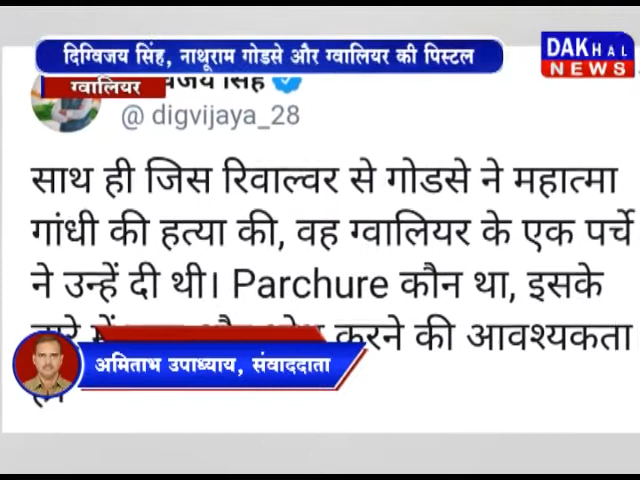 दिग्विजय सिंह, नाथूराम गोडसे और ग्वालियर की पिस्टल
DAKHAL
NEWS
ग्वालियर
सिंह
@ digvijaya_28
साथ ही जिस रिवाल्वर से गोडसे ने महात्मा
गांधी की हत्या की, वह ग्वालियर के एक पर्चे
ने उन्हें दी थी। Parchure कौन था, इसके
करने की आवश्यकता
अमिताभ उपाध्याय, संवाददाता